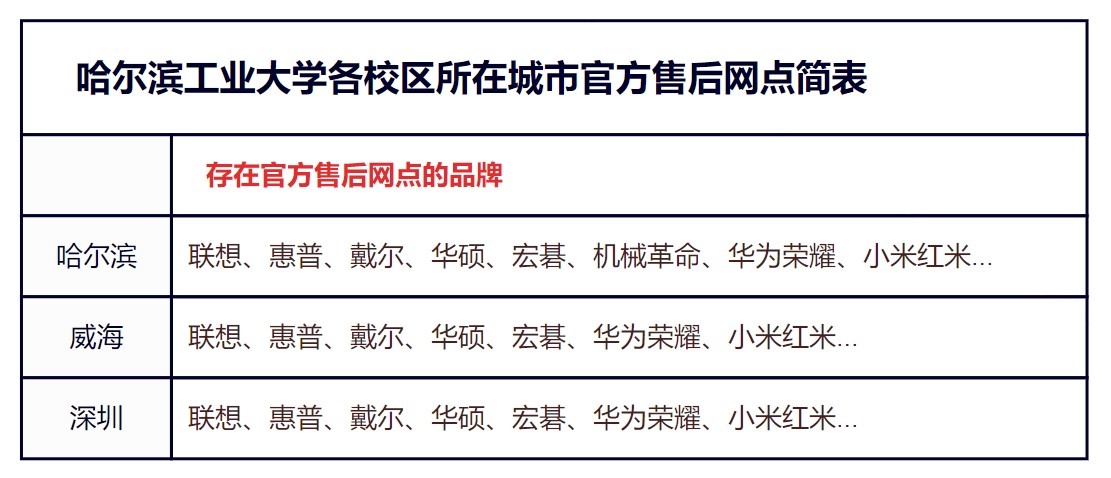 哈尔滨工业大学各校区所在城市官方售后网点简表
存在官方售后网点的品牌
哈尔滨 联想、惠普、戴尔、华硕、宏碁、机械革命、华为荣耀、小米红米...
威海 联想、惠普、戴尔、华硕、宏碁、华为荣耀、小米红米...
深圳 联想、惠普、戴尔、华硕、宏碁、华为荣耀、小米红米...